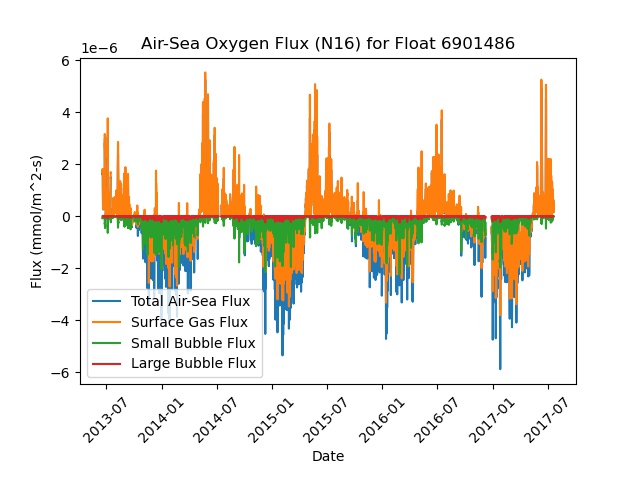 Air-Sea Oxygen Flux (N16) for Float 6901486
1e−6
6
4
2
0
−2
−4
−6
Flux (mmol/m^2-s)
Total Air-Sea Flux
Surface Gas Flux
Small Bubble Flux
Large Bubble Flux
2013-07
2014-01
2014-07
2015-01
2015-07
2016-01
2016-07
2017-01
2017-07
Date